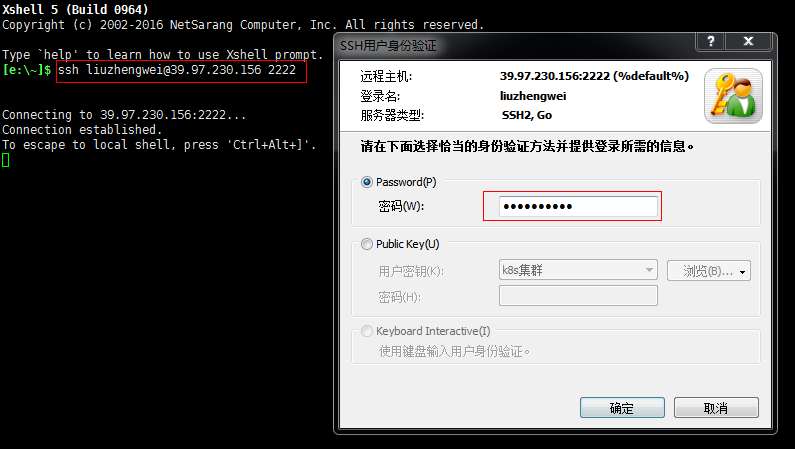 Xshell 5 (Build 0964)
Copyright (c) 2002-2016 NetSarang Computer, Inc. All rights reserved.
Type `help' to learn how to use Xshell prompt.
[e:\~]$ ssh liuzhengwei@39.97.230.156 2222
Connecting to 39.97.230.156:2222...
Connection established.
To escape to local shell, press 'Ctrl+Alt+]'.
SSH用户身份验证
远程主机: 39.97.230.156:2222 (%default%)
登录名: liuzhengwei
服务器类型: SSH2, Go
请在下面选择恰当的身份验证方法并提供登录所需的信息。
Password(P)
密码(W): ●●●●●●●●●●
Public Key(U)
用户密钥(K): k8s集群 浏览(B)...
密码(H):
Keyboard Interactive(I)
使用键盘输入用户身份验证。
确定 取消